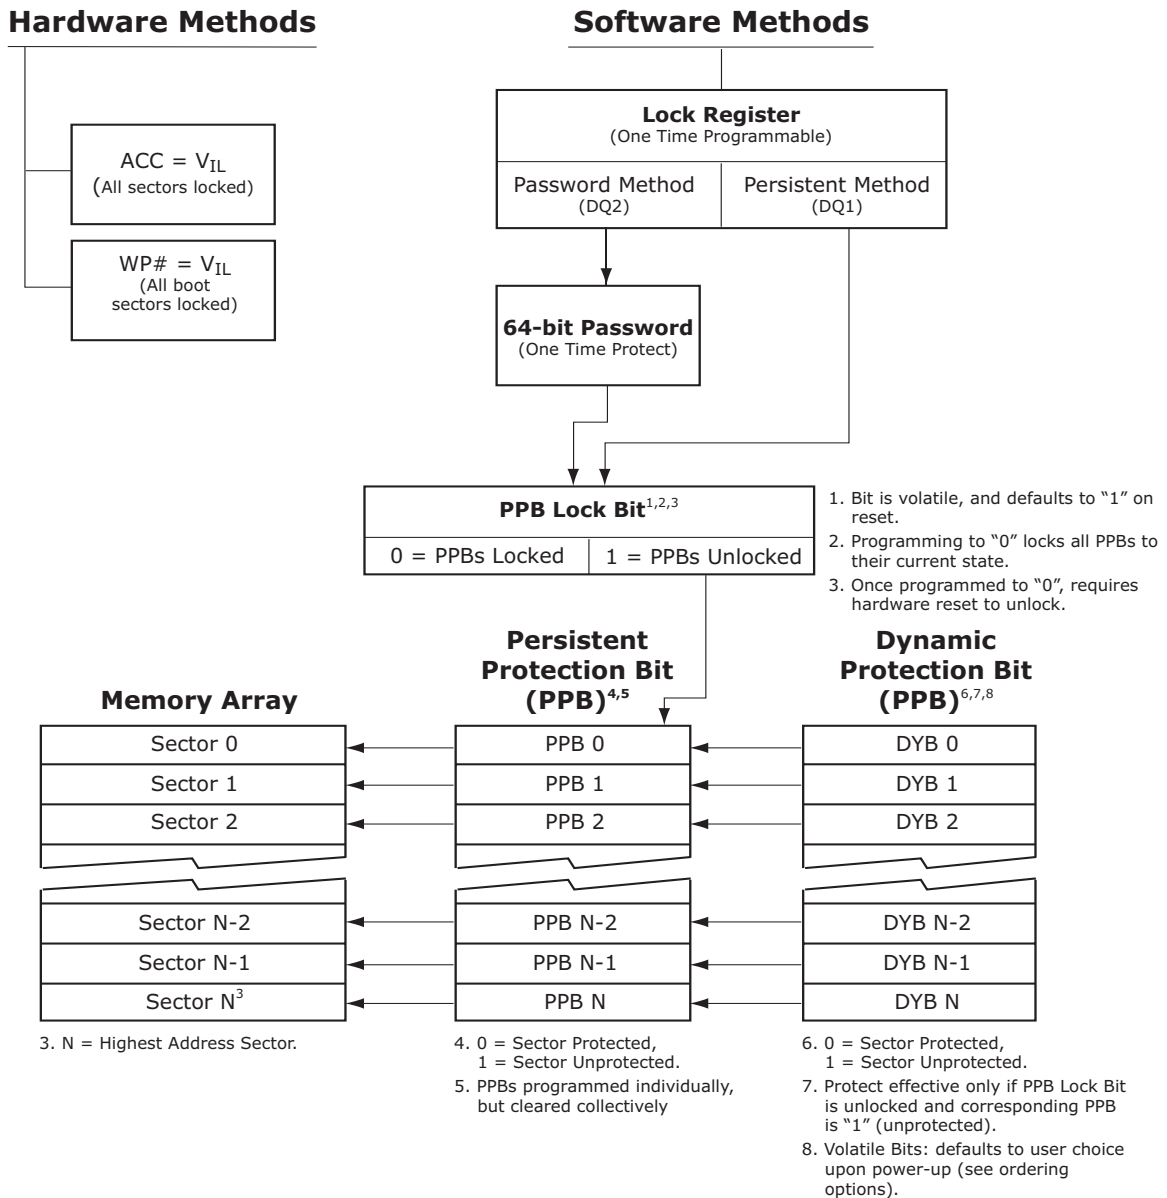 Hardware Methods
Software Methods
ACC = VIL
(All sectors locked)
WP# = VIL
(All boot
sectors locked)
Lock Register
(One Time Programmable)
Password Method
(DQ2)
Persistent Method
(DQ1)
64-bit Password
(One Time Protect)
PPB Lock Bit1,2,3
0 = PPBs Locked
1 = PPBs Unlocked
1. Bit is volatile, and defaults to “1” on
reset.
2. Programming to “0” locks all PPBs to
their current state.
3. Once programmed to “0”, requires
hardware reset to unlock.
Memory Array
Sector 0
Sector 1
Sector 2
Sector N-2
Sector N-1
Sector N3
3. N = Highest Address Sector.
Persistent
Protection Bit
(PPB)4,5
PPB 0
PPB 1
PPB 2
PPB N-2
PPB N-1
PPB N
4. 0 = Sector Protected,
1 = Sector Unprotected.
5. PPBs programmed individually,
but cleared collectively
Dynamic
Protection Bit
(PPB)6,7,8
DYB 0
DYB 1
DYB 2
DYB N-2
DYB N-1
DYB N
6. 0 = Sector Protected,
1 = Sector Unprotected.
7. Protect effective only if PPB Lock Bit
is unlocked and corresponding PPB
is “1” (unprotected).
8. Volatile Bits: defaults to user choice
upon power-up (see ordering
options).